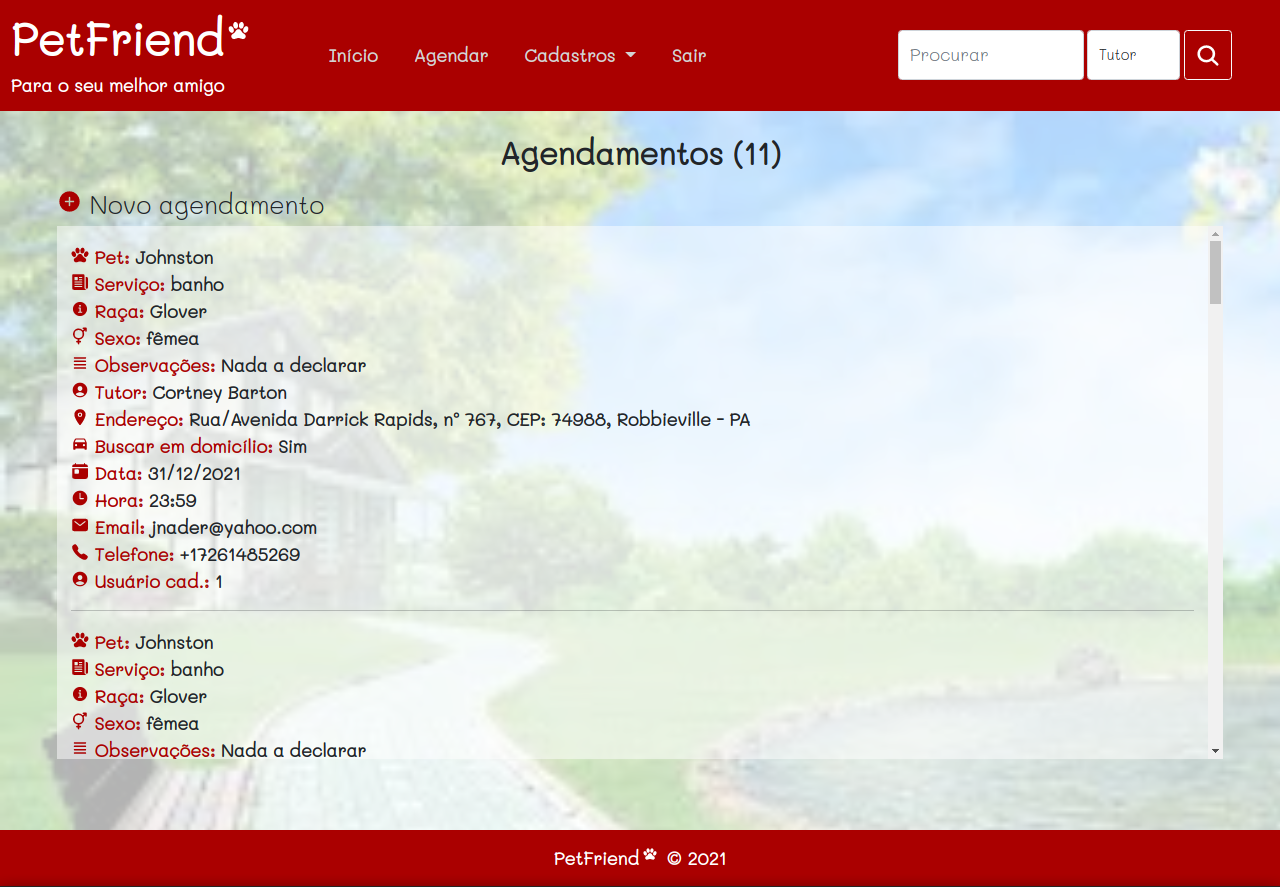 PetFriend
Para o seu melhor amigo
Início Agendar Cadastros Sair
Procurar Tutor
Agendamentos (11)
Novo agendamento
Pet: Johnston
Serviço: banho
Raça: Glover
Sexo: fêmea
Observações: Nada a declarar
Tutor: Cortney Barton
Endereço: Rua/Avenida Darrick Rapids, n° 767, CEP: 74988, Robbieville - PA
Buscar em domicílio: Sim
Data: 31/12/2021
Hora: 23:59
Email: jnader@yahoo.com
Telefone: +17261485269
Usuário cad.: 1
Pet: Johnston
Serviço: banho
Raça: Glover
Sexo: fêmea
Observações: Nada a declarar
PetFriend © 2021